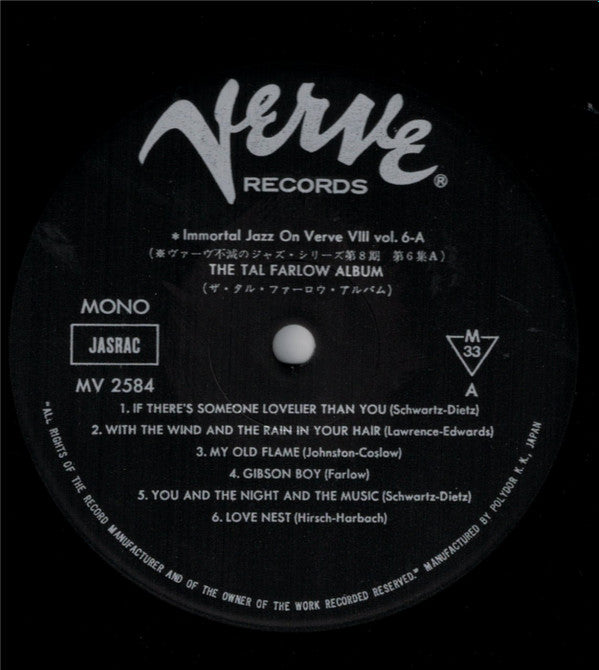 Verve
RECORDS ®
* Immortal Jazz On Verve VIII vol. 6-A
(※ヴァーヴ不滅のジャズ・シリーズ第8期 第6集A)
THE TAL FARLOW ALBUM
(ザ・タル・ファーロウ・アルバム)
MONO
JASRAC
MV 2584
M
33
A
1. IF THERE'S SOMEONE LOVELIER THAN YOU (Schwartz-Dietz)
2. WITH THE WIND AND THE RAIN IN YOUR HAIR (Lawrence-Edwards)
3. MY OLD FLAME (Johnston-Coslow)
4. GIBSON BOY (Farlow)
5. YOU AND THE NIGHT AND THE MUSIC (Schwartz-Dietz)
6. LOVE NEST (Hirsch-Harbach)
"ALL RIGHTS OF THE RECORD MANUFACTURER AND OF THE OWNER OF THE WORK RECORDED RESERVED." MANUFACTURED BY POLYDOR K. K., JAPAN